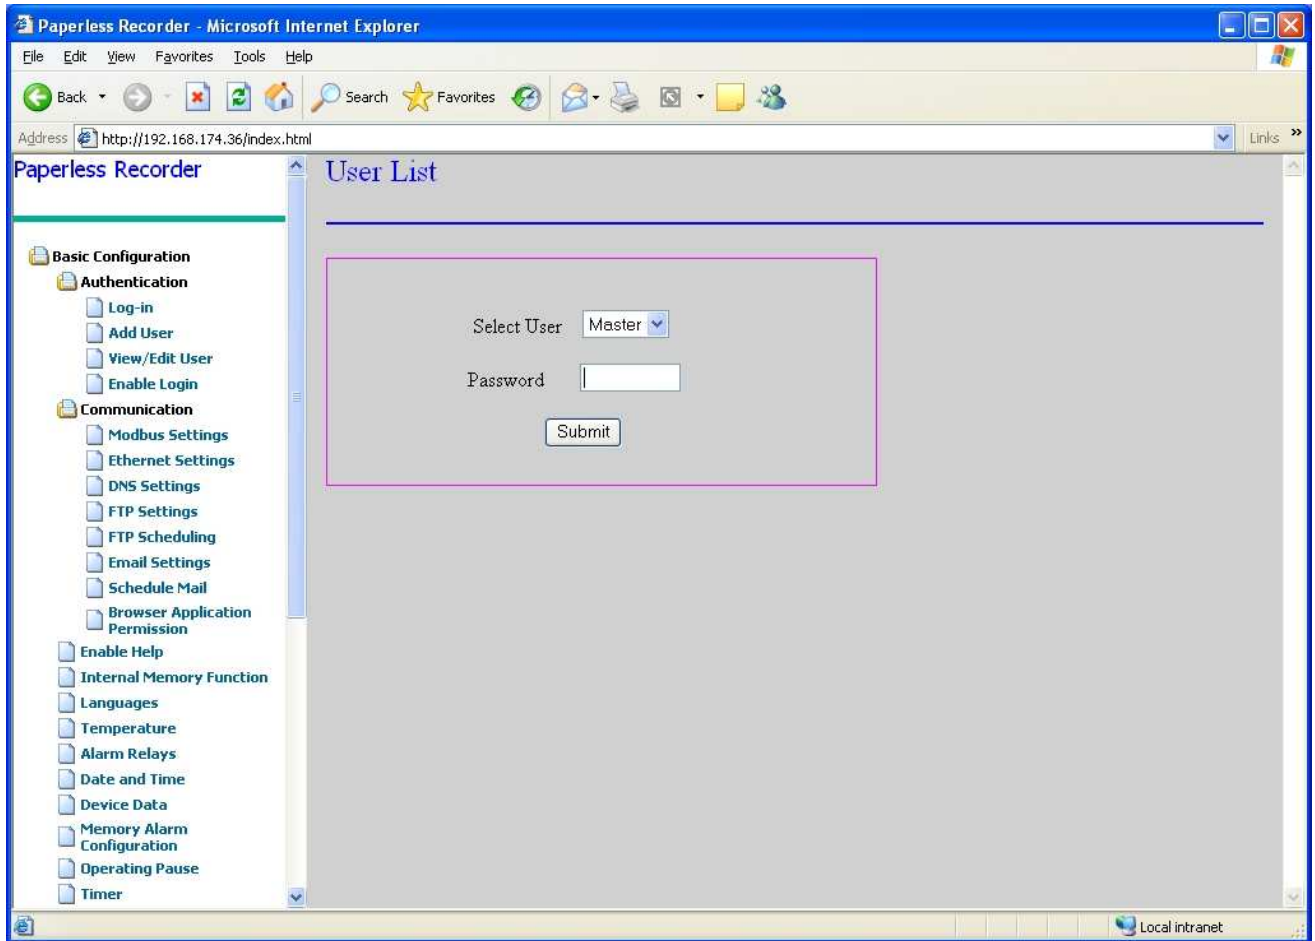 Paperless Recorder - Microsoft Internet Explorer
File Edit View Favorites Tools Help
Back Search Favorites
Address http://192.168.174.36/index.html Links »
Paperless Recorder
Basic Configuration
Authentication
Log-in
Add User
View/Edit User
Enable Login
Communication
Modbus Settings
Ethernet Settings
DNS Settings
FTP Settings
FTP Scheduling
Email Settings
Schedule Mail
Browser Application
Permission
Enable Help
Internal Memory Function
Languages
Temperature
Alarm Relays
Date and Time
Device Data
Memory Alarm
Configuration
Operating Pause
Timer
User List
Select User Master
Password
Submit
Local intranet